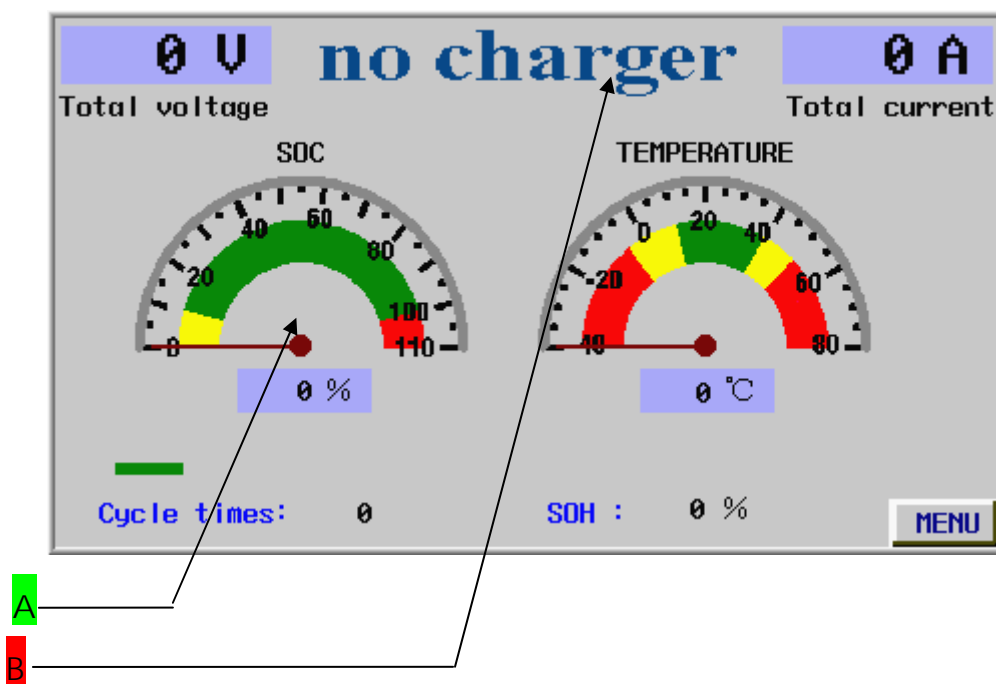 0 V no charger 0 A
Total voltage Total current
SOC TEMPERATURE
0 20 40 60 80 100 110
-40 -20 0 20 40 60 80
0 % 0 ℃
Cycle times: 0 SOH : 0 %
MENU
A
B